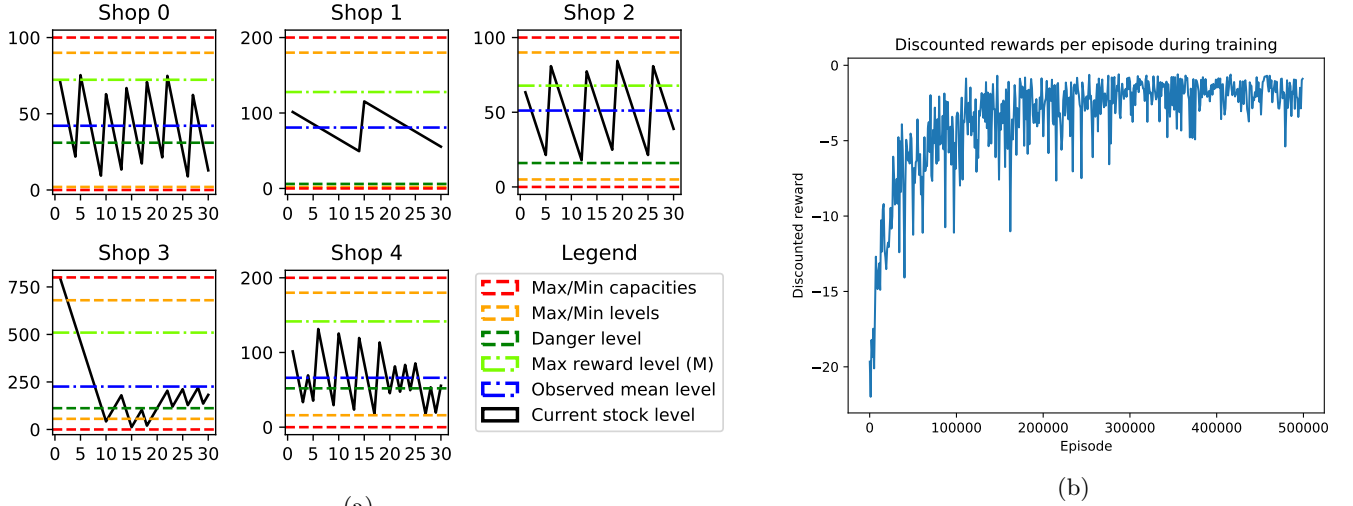 Shop 0
Shop 1
Shop 2
100
50
0
0 5 10 15 20 25 30
200
100
0
0 5 10 15 20 25 30
100
50
0
0 5 10 15 20 25 30
Shop 3
Shop 4
Legend
750
500
250
0
0 5 10 15 20 25 30
200
100
0
0 5 10 15 20 25 30
Max/Min capacities
Max/Min levels
Danger level
Max reward level (M)
Observed mean level
Current stock level
Discounted rewards per episode during training
Discounted reward
0
−5
−10
−15
−20
0 100000 200000 300000 400000 500000
Episode
(b)